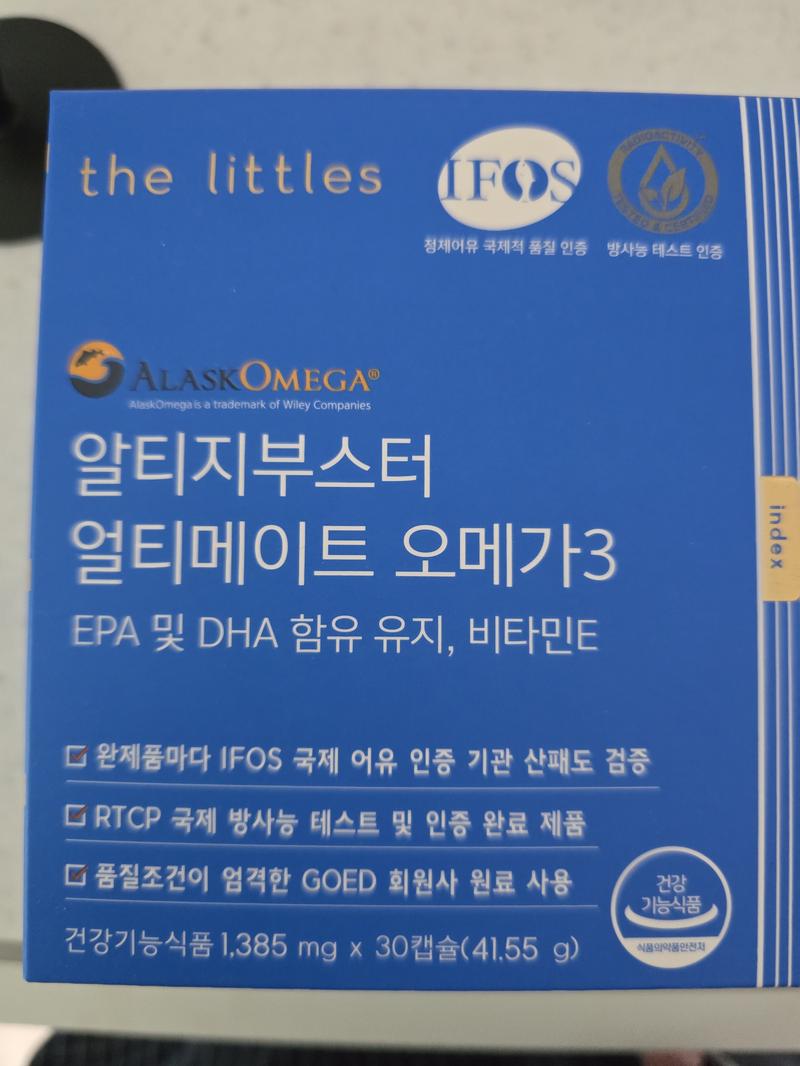 the littles
IFOS
정제어유 국제적 품질 인증
RADIOACTIVITY
TESTED & CERTIFIED
방사능 테스트 인증
ALASKOMEGA®
AlaskOmega is a trademark of Wiley Companies
알티지부스터
얼티메이트 오메가3
EPA 및 DHA 함유 유지, 비타민E
index
완제품마다 IFOS 국제 어유 인증 기관 산패도 검증
RTCP 국제 방사능 테스트 및 인증 완료 제품
품질조건이 엄격한 GOED 회원사 원료 사용
건강기능식품 1,385 mg x 30캡슐(41.55 g)
건강
기능식품
식품의약품안전처